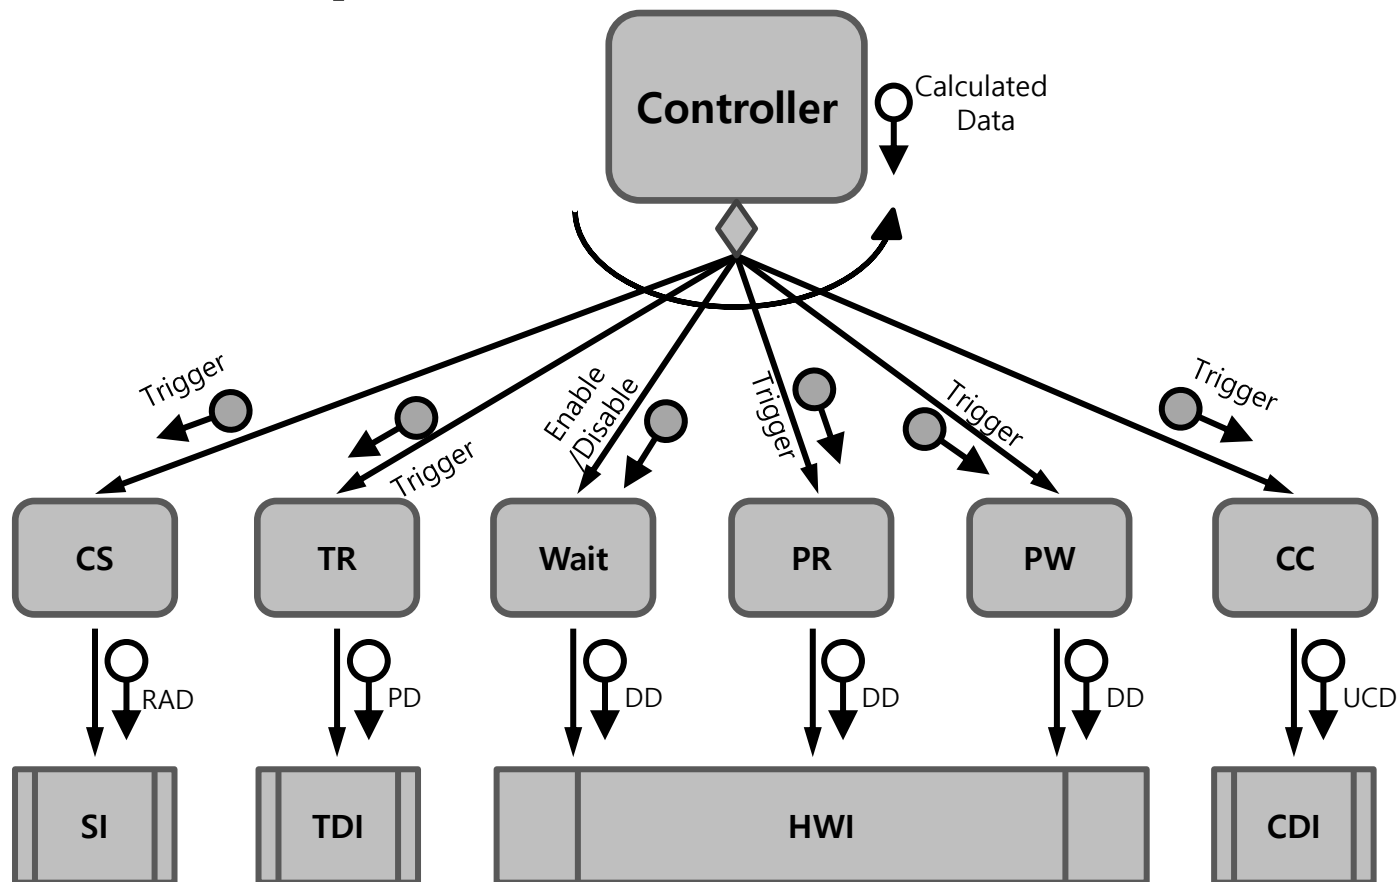 Controller
Calculated
Data
Trigger
Trigger
Enable
/Disable
Trigger
Trigger
Trigger
CS
TR
Wait
PR
PW
CC
RAD
PD
DD
DD
DD
UCD
SI
TDI
HWI
CDI